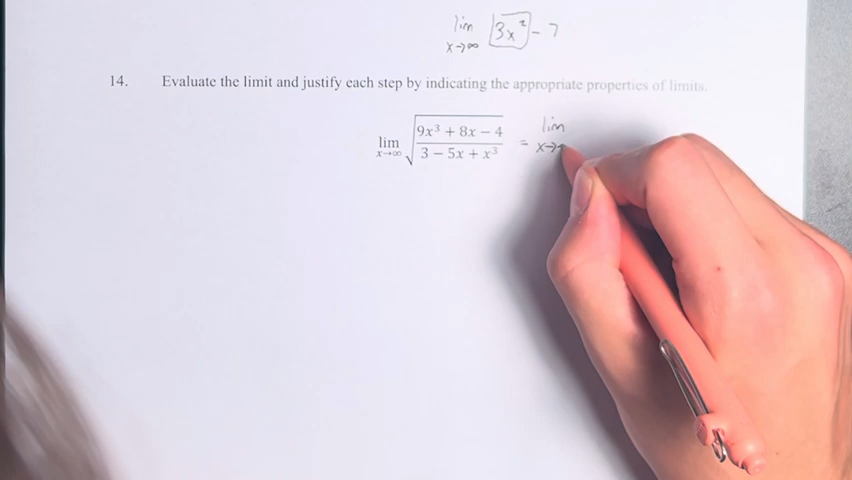 lim x→∞ 3x² - 7
14. Evaluate the limit and justify each step by indicating the appropriate properties of limits.
lim x→∞ √((9x³ + 8x − 4)/(3 − 5x + x³)) = lim x→